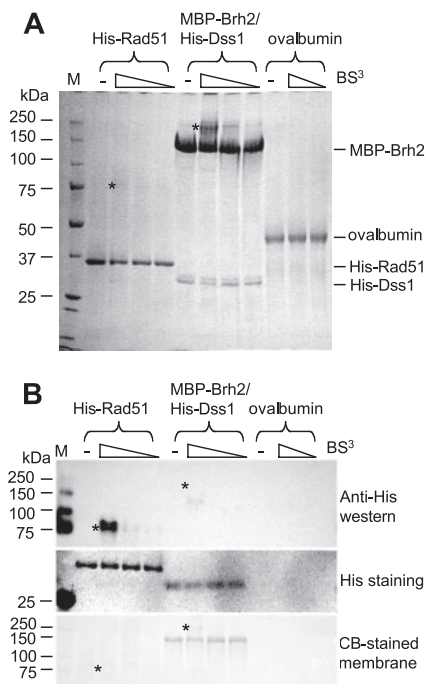 A
MBP-Brh2/
His-Rad51 His-Dss1 ovalbumin
M - - - BS³
kDa
250
150
100
75
50
37
25
*
*
MBP-Brh2
ovalbumin
His-Rad51
His-Dss1
B
MBP-Brh2/
His-Rad51 His-Dss1 ovalbumin
M - - - BS³
kDa
250
150
100
75
*
*
Anti-His
western
25
His staining
250
150
100
75
*
*
CB-stained
membrane